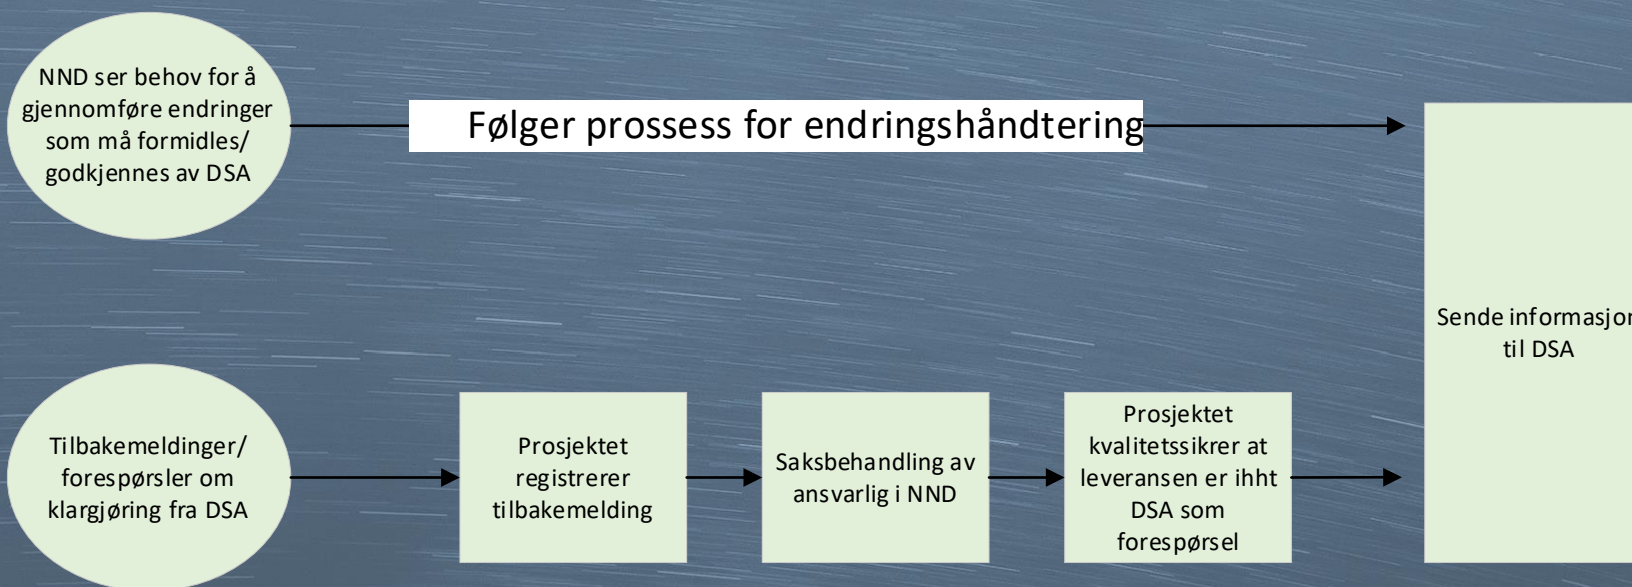 NND ser behov for å
gjennomføre endringer
som må formidles/
godkjennes av DSA
Følger prossess for endringshåndtering
Sende informasjon
til DSA
Tilbakemeldinger/
forespørsler om
klargjøring fra DSA
Prosjektet
registrerer
tilbakemelding
Saksbehandling av
ansvarlig i NND
Prosjektet
kvalitetssikrer at
leveransen er ihht
DSA som
forespørsel